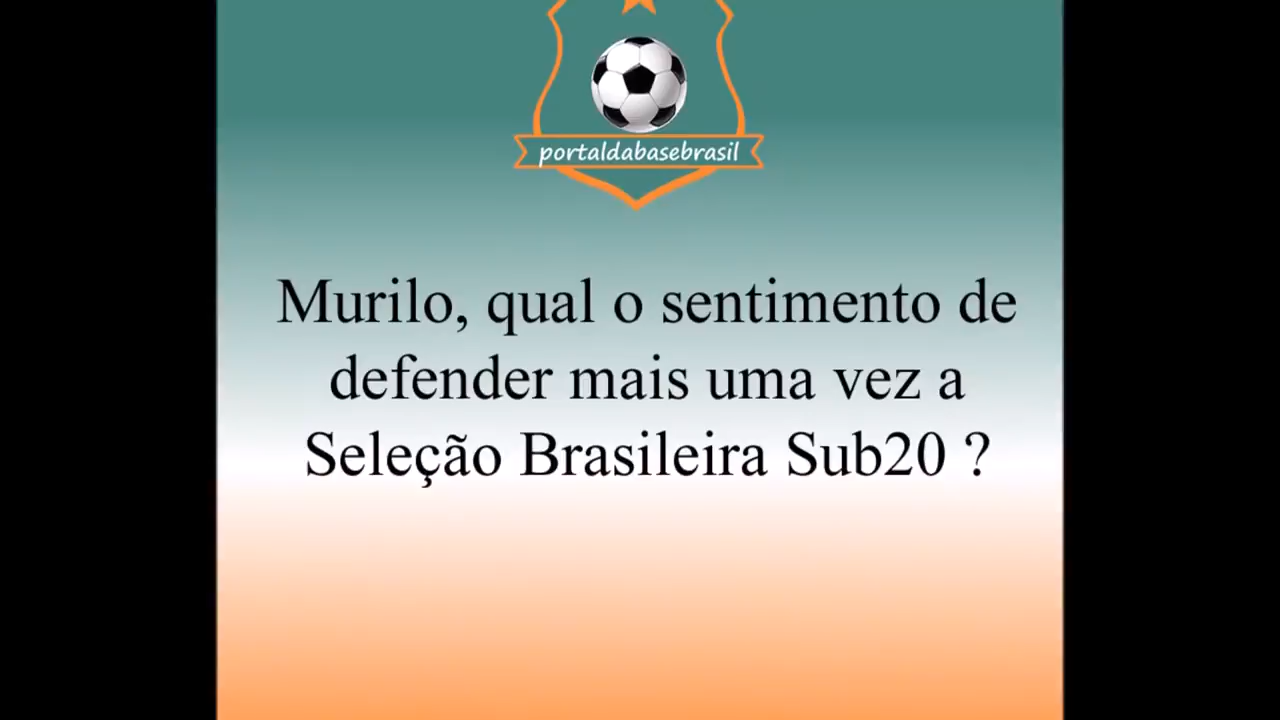 portaldabasebrasil
Murilo, qual o sentimento de
defender mais uma vez a
Seleção Brasileira Sub20 ?